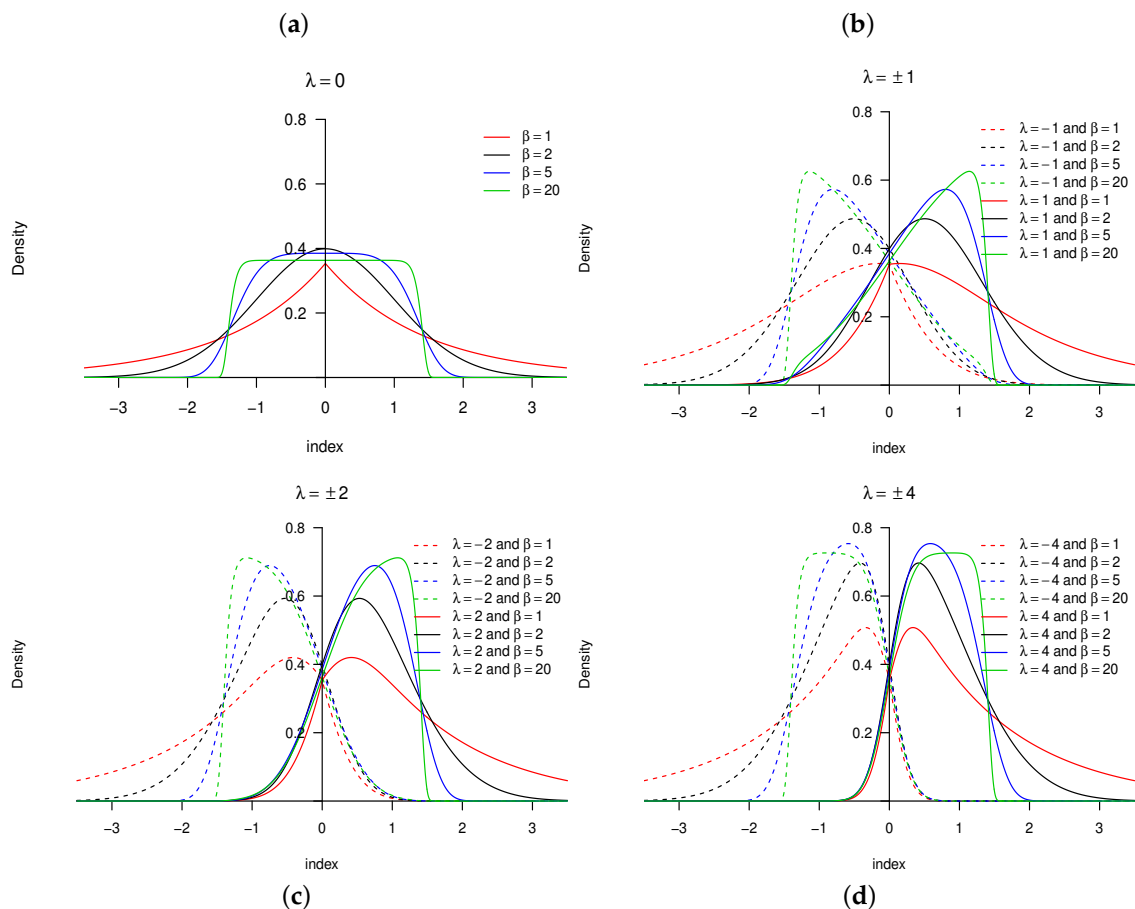 (a)
(b)
λ = 0
0.8
0.6
0.4
0.2
−3 −2 −1 0 1 2 3
Density
index
β = 1
β = 2
β = 5
β = 20
λ = ± 1
0.8
0.6
0.4
0.2
−3 −2 −1 0 1 2 3
Density
index
λ = −1 and β = 1
λ = −1 and β = 2
λ = −1 and β = 5
λ = −1 and β = 20
λ = 1 and β = 1
λ = 1 and β = 2
λ = 1 and β = 5
λ = 1 and β = 20
λ = ± 2
0.8
0.6
0.4
0.2
−3 −2 −1 0 1 2 3
Density
index
λ = −2 and β = 1
λ = −2 and β = 2
λ = −2 and β = 5
λ = −2 and β = 20
λ = 2 and β = 1
λ = 2 and β = 2
λ = 2 and β = 5
λ = 2 and β = 20
λ = ± 4
0.8
0.6
0.4
0.2
−3 −2 −1 0 1 2 3
Density
index
λ = −4 and β = 1
λ = −4 and β = 2
λ = −4 and β = 5
λ = −4 and β = 20
λ = 4 and β = 1
λ = 4 and β = 2
λ = 4 and β = 5
λ = 4 and β = 20
(c)
(d)